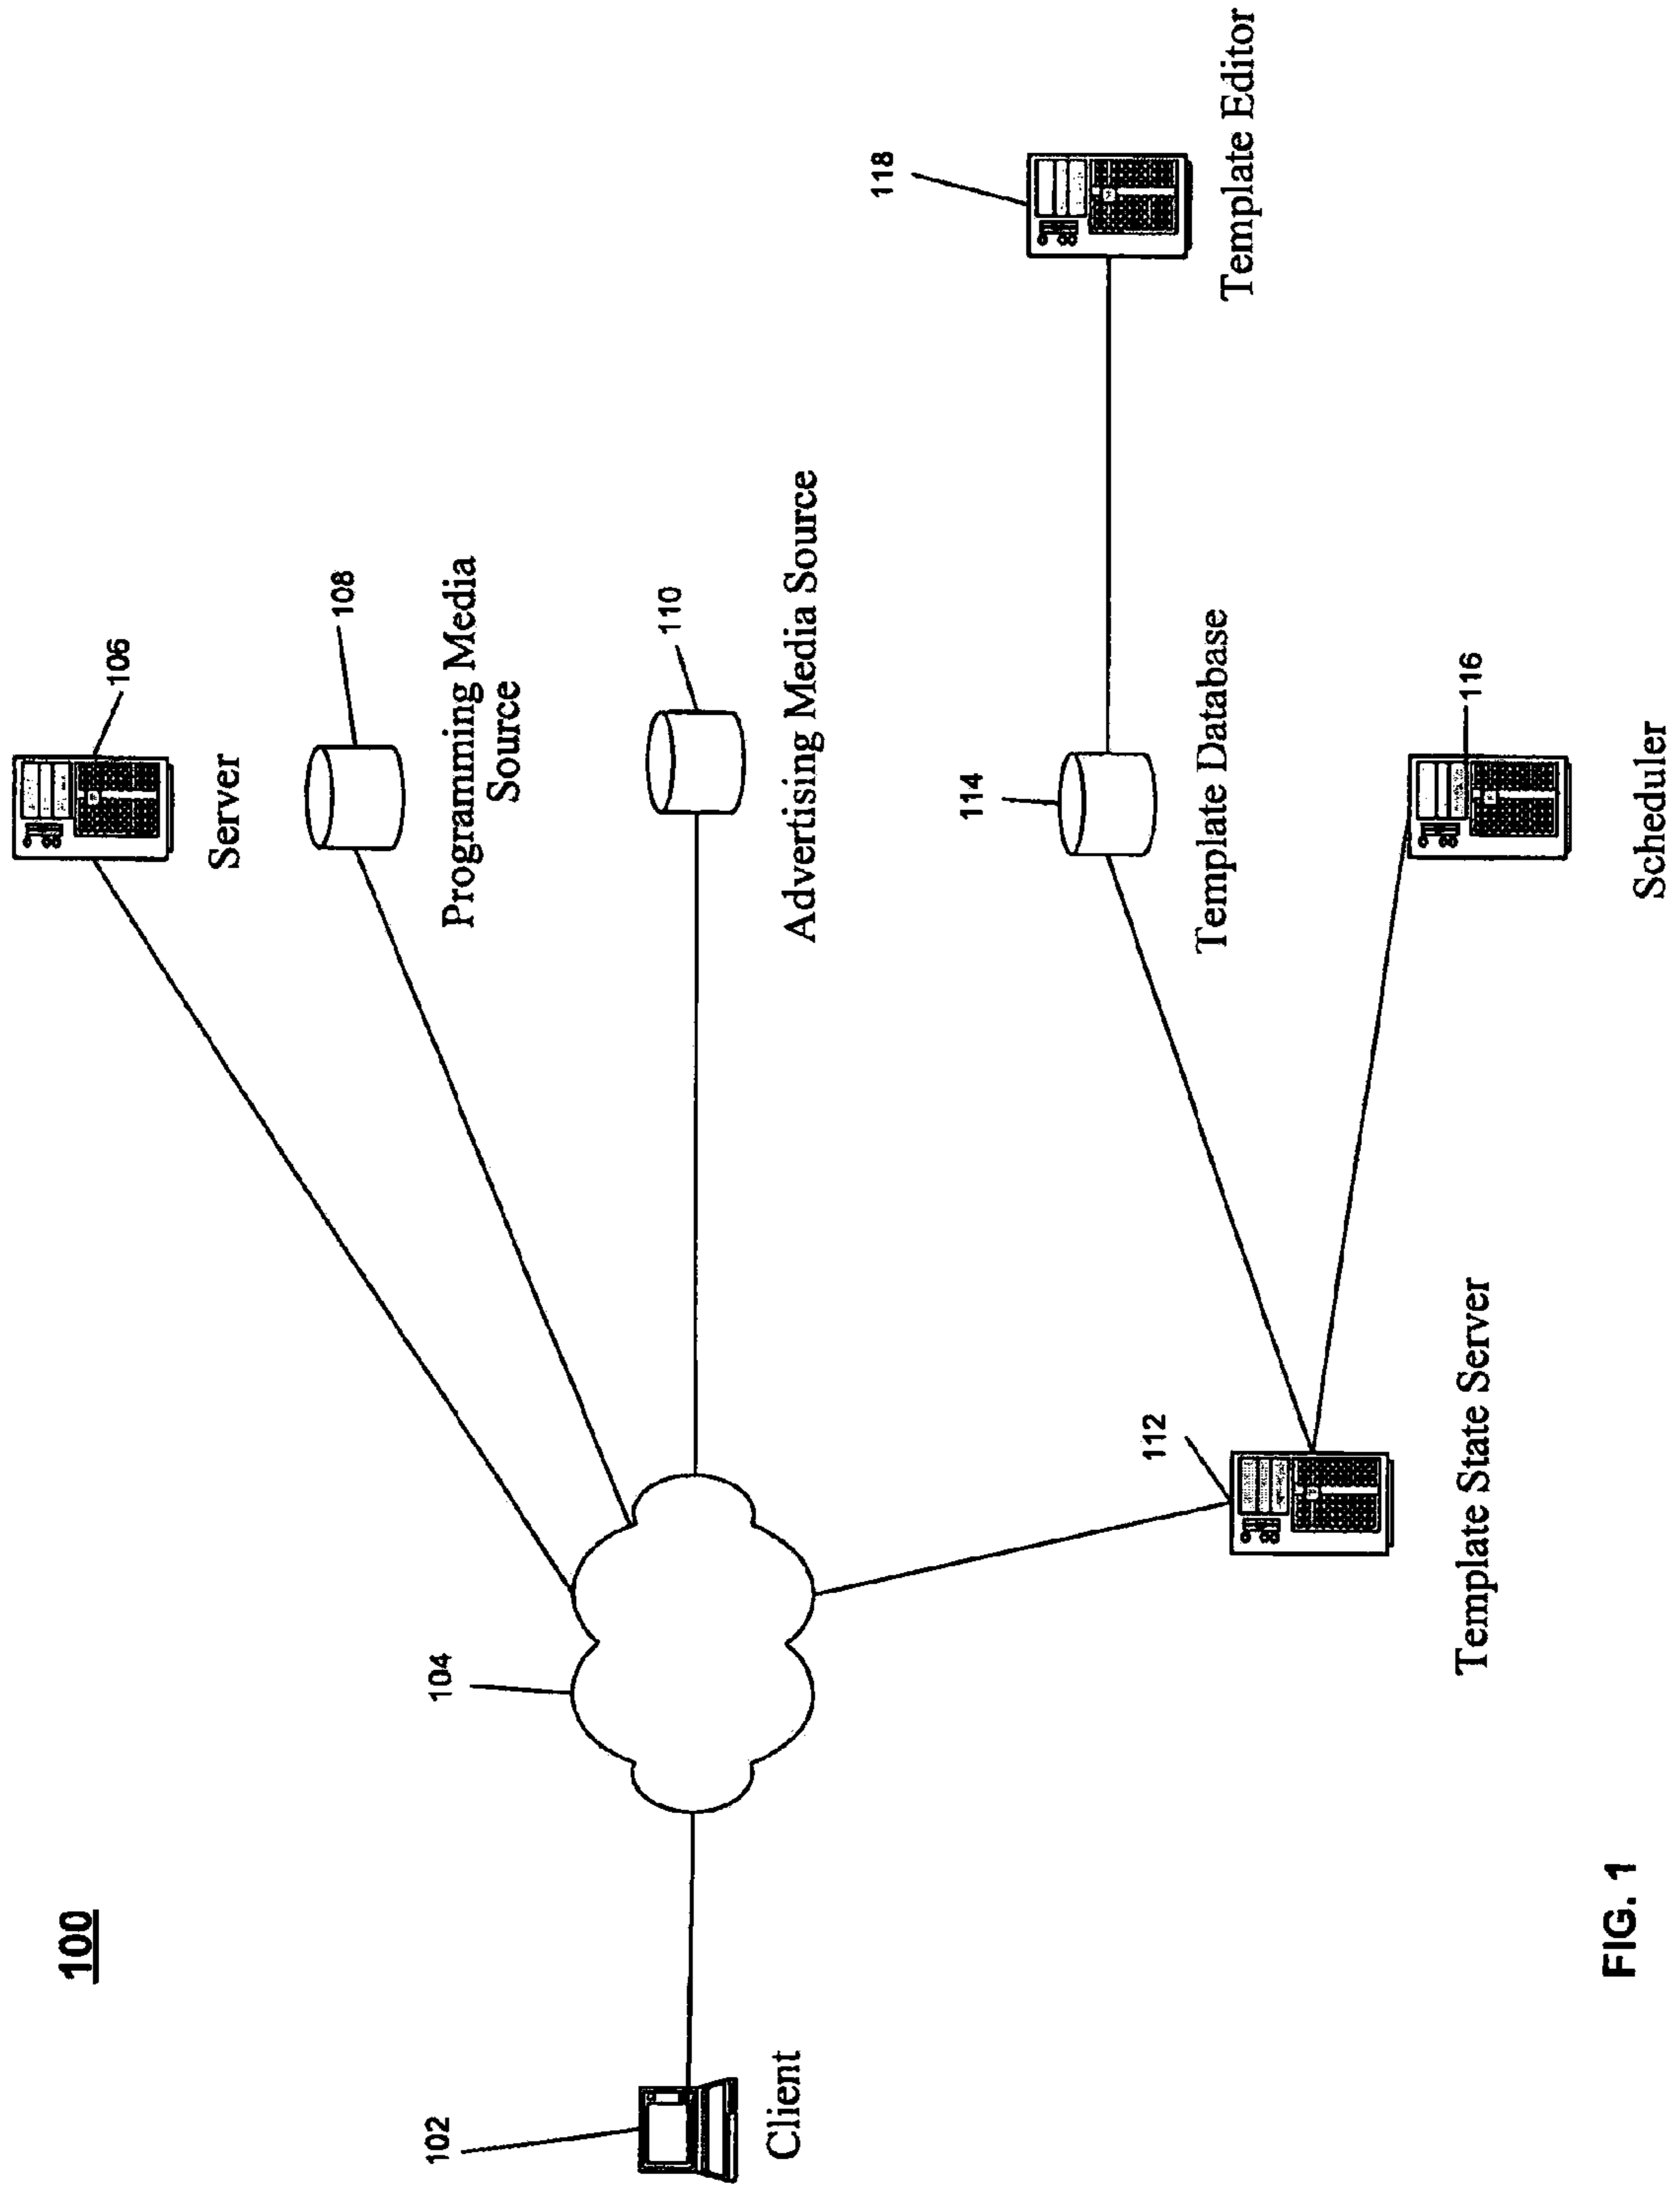 100
106
Server
108
Programming Media
Source
104
110
Advertising Media Source
102
Client
118
Template Editor
114
Template Database
112
Template State Server
116
Scheduler
FIG. 1